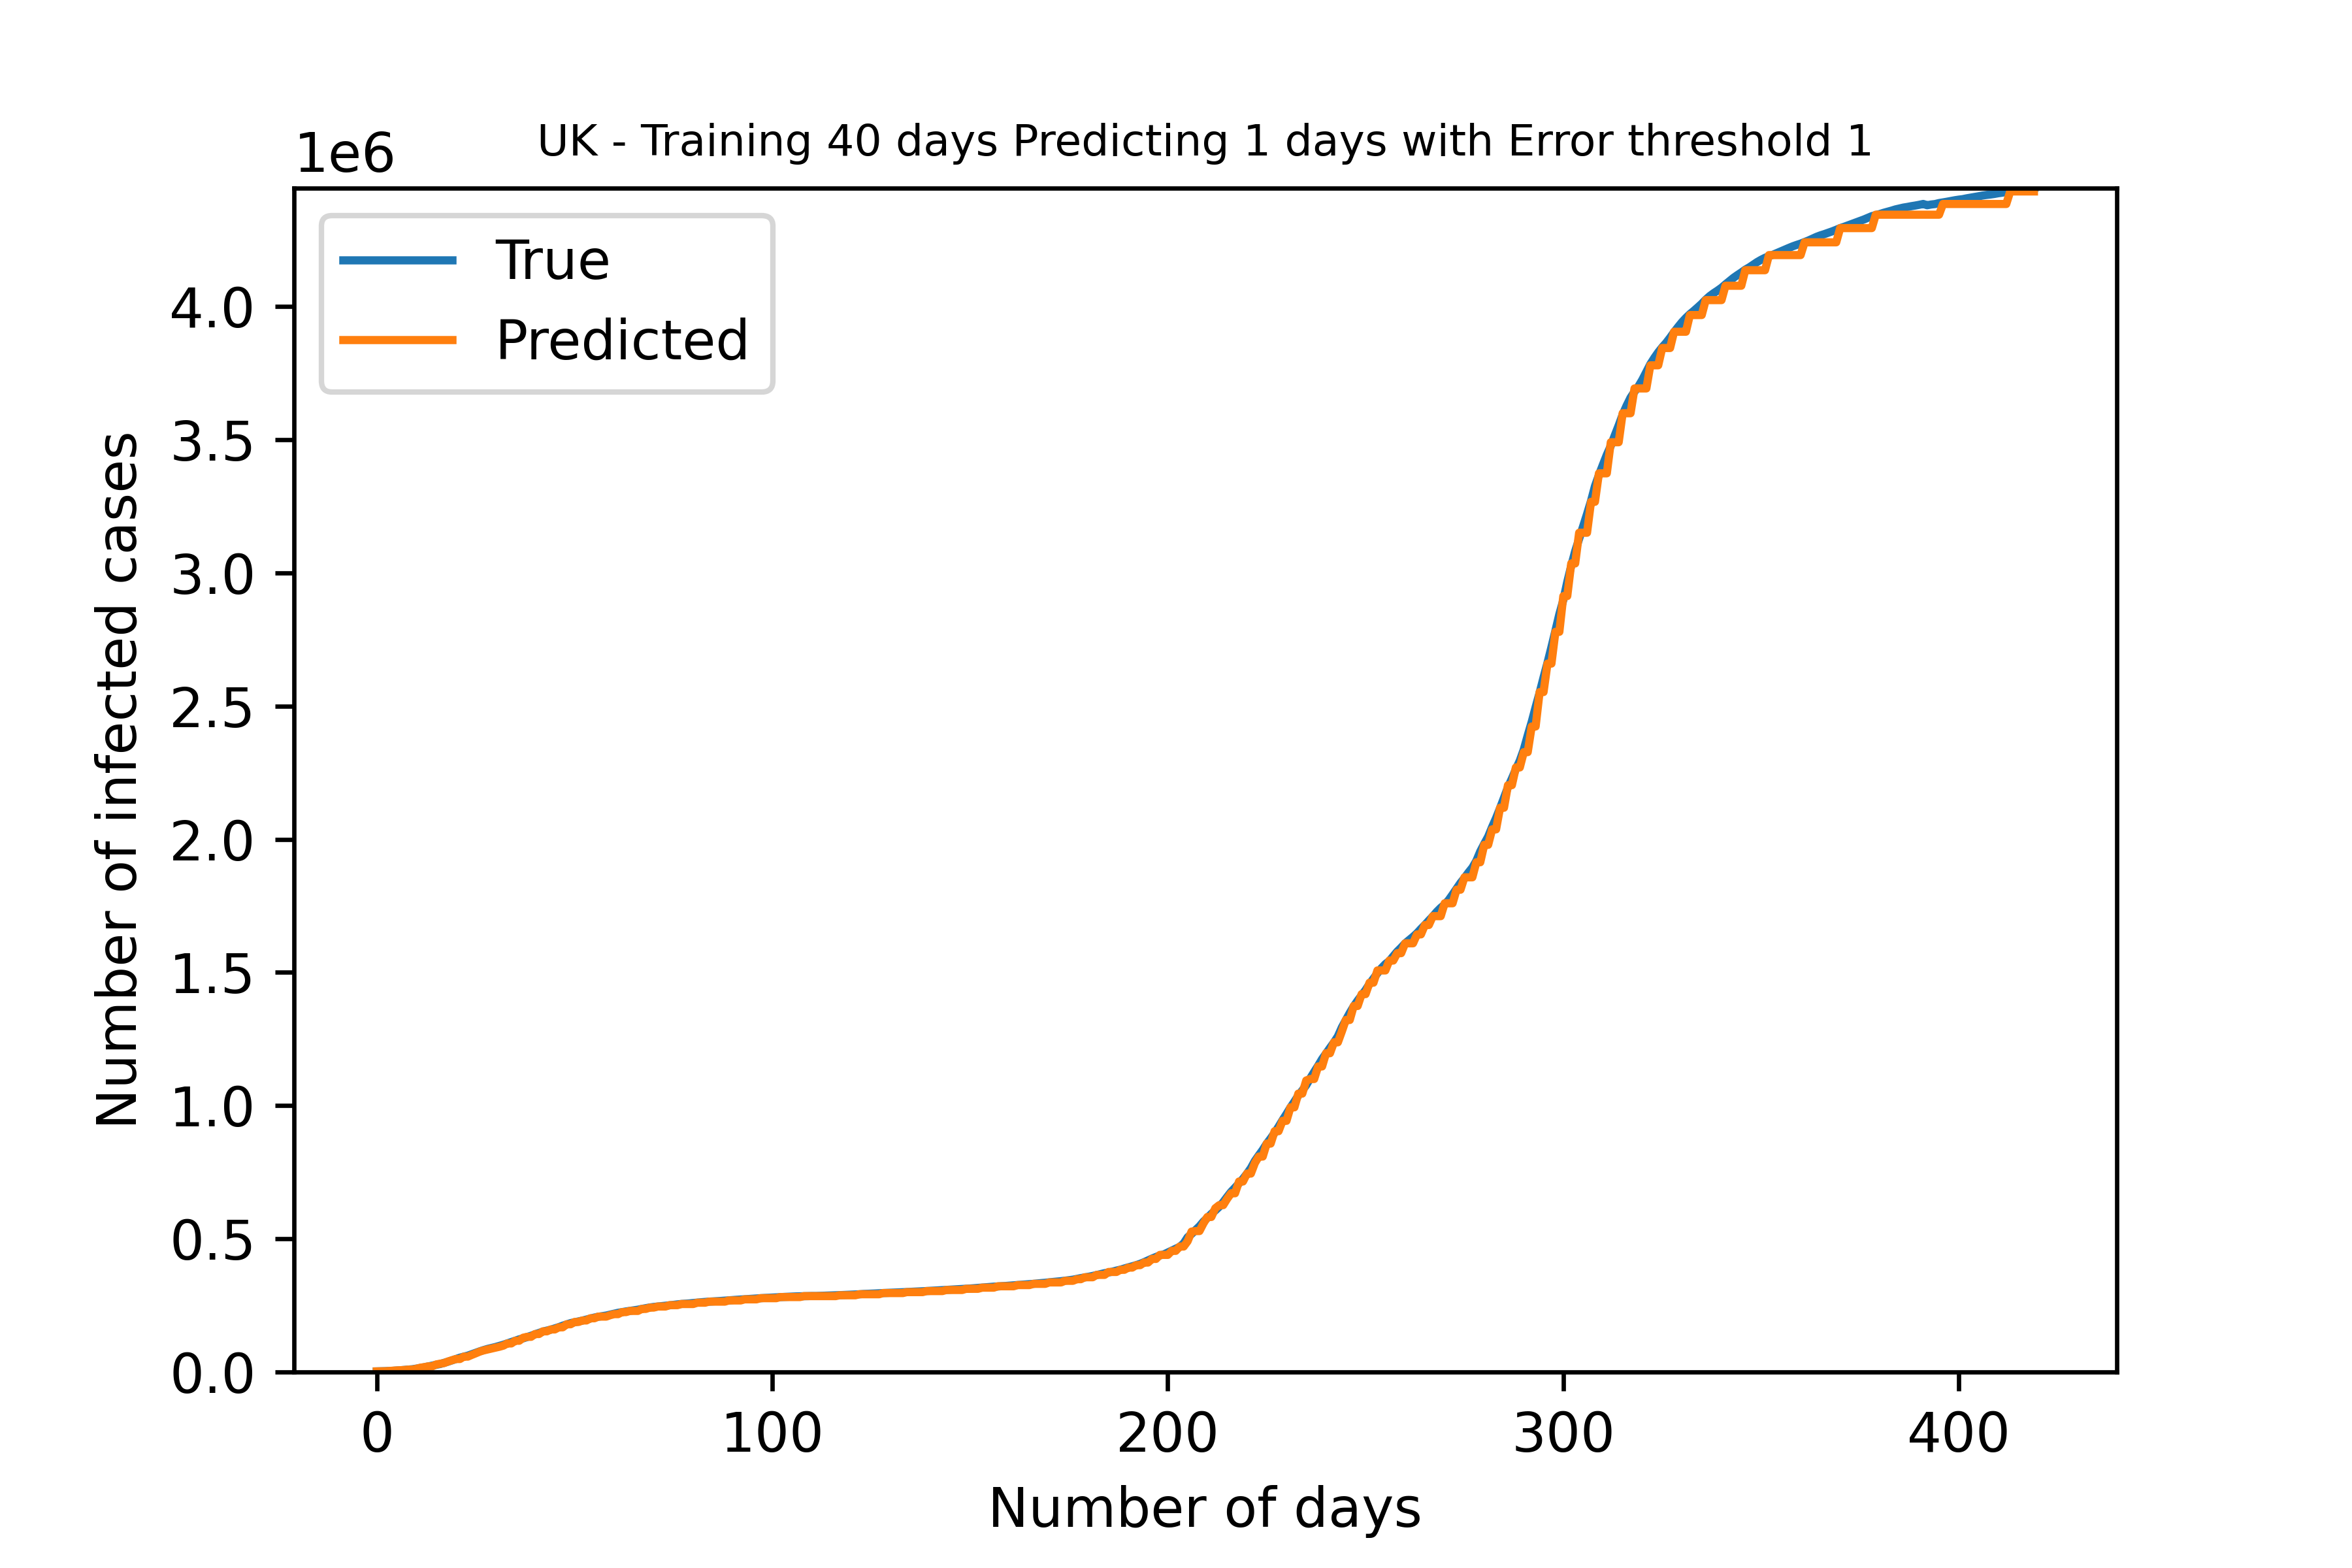 UK - Training 40 days Predicting 1 days with Error threshold 1
1e6
True
Predicted
Number of infected cases
4.0
3.5
3.0
2.5
2.0
1.5
1.0
0.5
0.0
0 100 200 300 400
Number of days